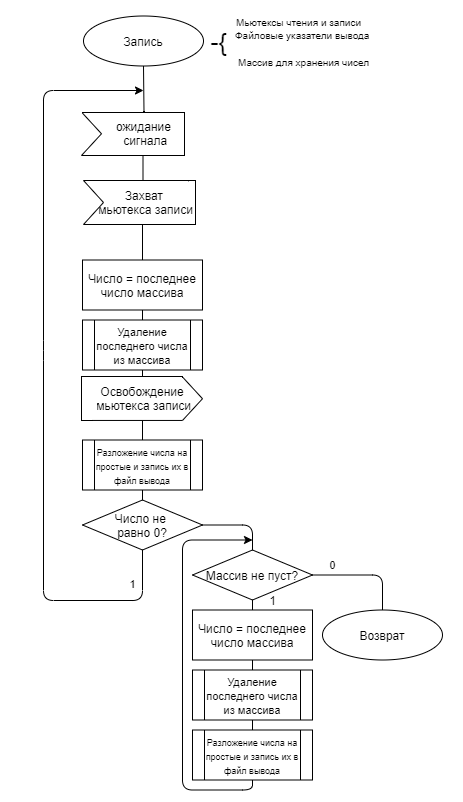 Мьютексы чтения и записи
Файловые указатели вывода
Массив для хранения чисел
Запись
ожидание
сигнала
Захват
мьютекса записи
Число = последнее
число массива
Удаление
последнего числа
из массива
Освобождение
мьютекса записи
Разложение числа на
простые и запись их в
файл вывода
Число не
равно 0?
1
Массив не пуст?
0
1
Число = последнее
число массива
Возврат
Удаление
последнего числа
из массива
Разложение числа на
простые и запись их в
файл вывода